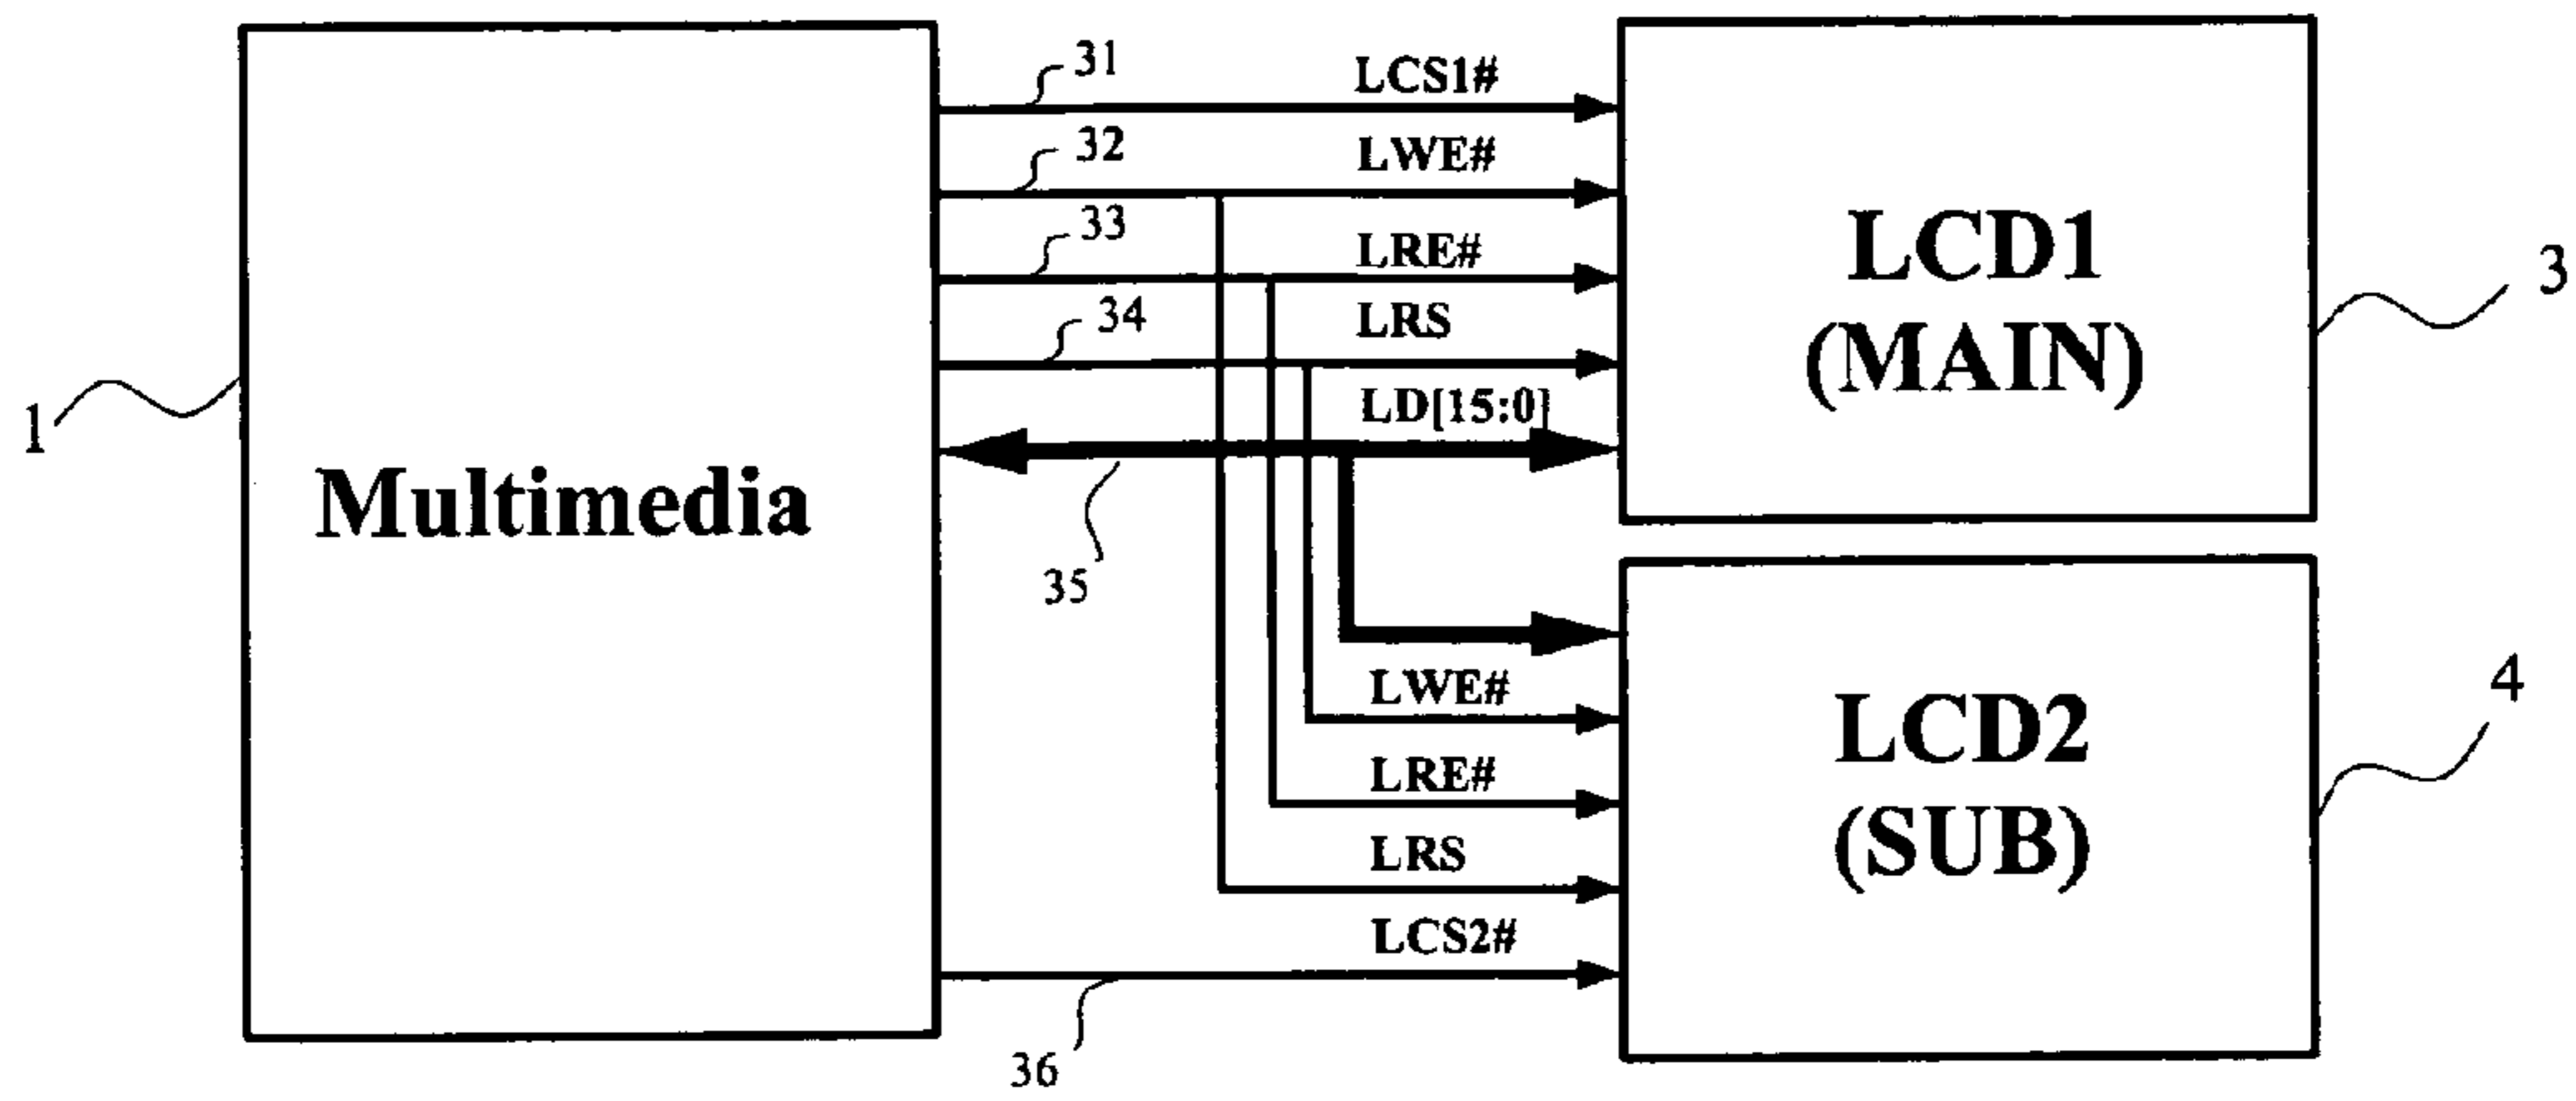 31
LCS1#
32
LWE#
33
LRE#
34
LRS
LD[15:0]
35
LCD1
(MAIN)
3
1
Multimedia
LWE#
LRE#
LRS
LCS2#
36
LCD2
(SUB)
4